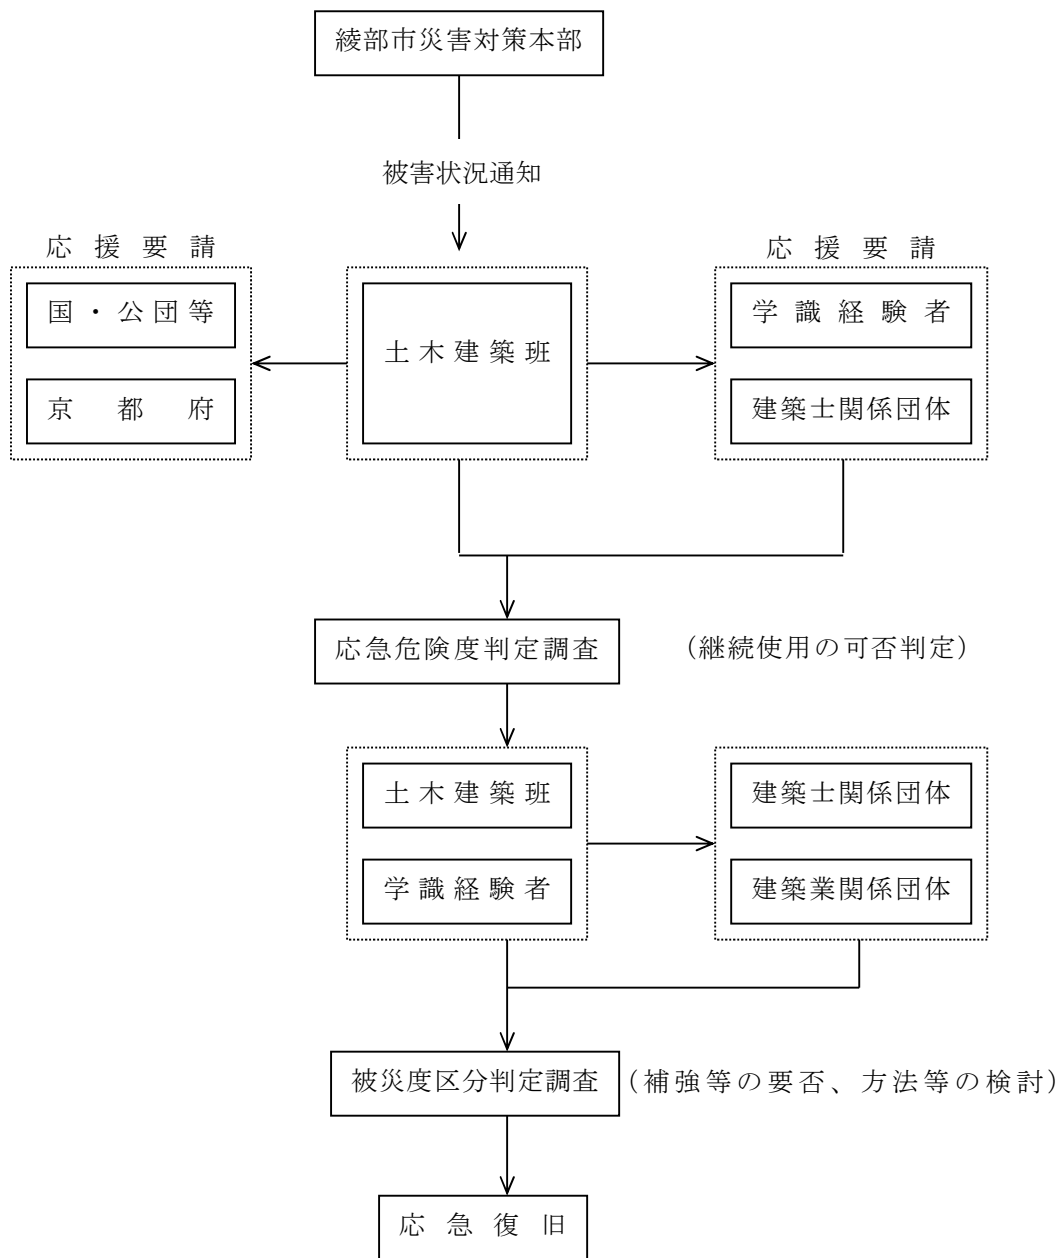 綾部市災害対策本部
被害状況通知
応援要請
応援要請
国・公団等
京都府
土木建築班
学識経験者
建築士関係団体
応急危険度判定調査
（継続使用の可否判定）
土木建築班
学識経験者
建築士関係団体
建築業関係団体
被災度区分判定調査
（補強等の要否、方法等の検討）
応急復旧